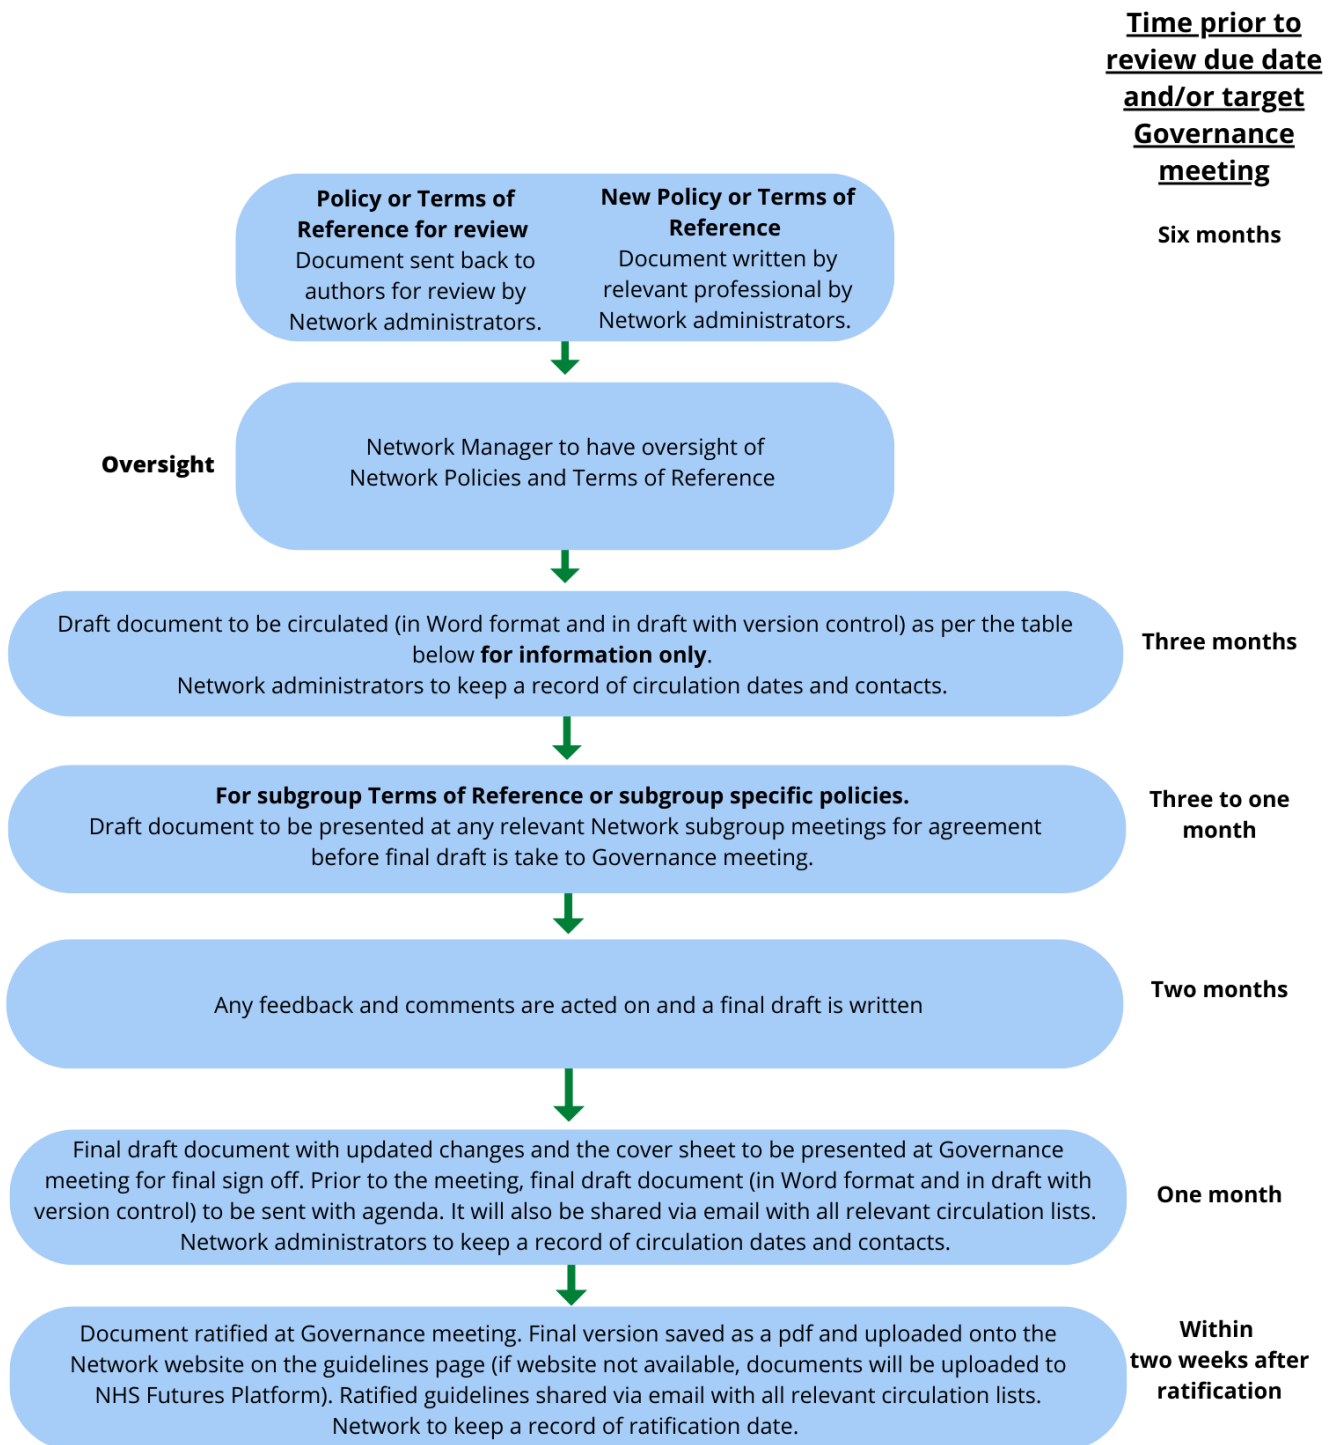 Time prior to
review due date
and/or target
Governance
meeting
Policy or Terms of
Reference for review
Document sent back to
authors for review by
Network administrators.
New Policy or Terms of
Reference
Document written by
relevant professional by
Network administrators.
Six months
Oversight
Network Manager to have oversight of
Network Policies and Terms of Reference
Draft document to be circulated (in Word format and in draft with version control) as per the table
below for information only.
Network administrators to keep a record of circulation dates and contacts.
Three months
For subgroup Terms of Reference or subgroup specific policies.
Draft document to be presented at any relevant Network subgroup meetings for agreement
before final draft is take to Governance meeting.
Three to one
month
Any feedback and comments are acted on and a final draft is written
Two months
Final draft document with updated changes and the cover sheet to be presented at Governance
meeting for final sign off. Prior to the meeting, final draft document (in Word format and in draft with
version control) to be sent with agenda. It will also be shared via email with all relevant circulation lists.
Network administrators to keep a record of circulation dates and contacts.
One month
Document ratified at Governance meeting. Final version saved as a pdf and uploaded onto the
Network website on the guidelines page (if website not available, documents will be uploaded to
NHS Futures Platform). Ratified guidelines shared via email with all relevant circulation lists.
Network to keep a record of ratification date.
Within
two weeks after
ratification